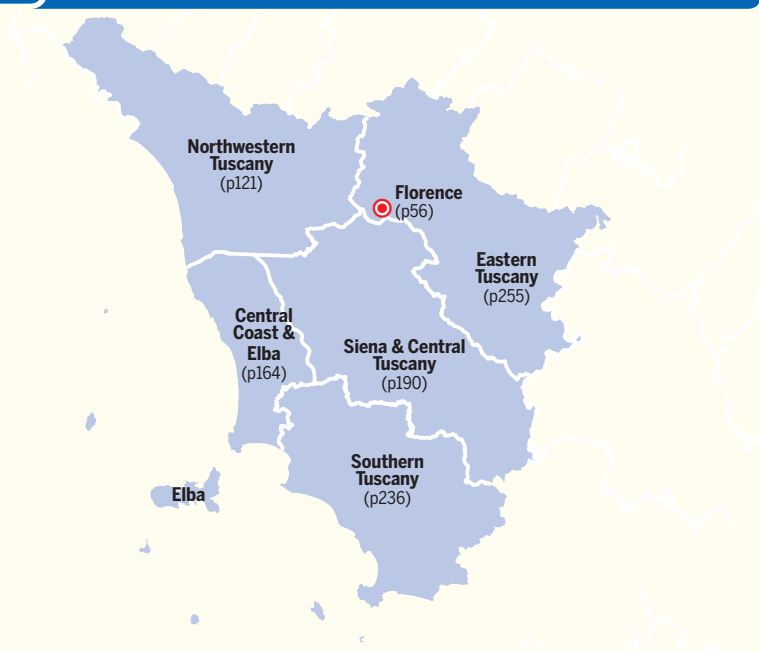 Northwestern
Tuscany
(p121)
Florence
(p56)
Eastern
Tuscany
(p255)
Central
Coast &
Elba
(p164)
Siena & Central
Tuscany
(p190)
Southern
Tuscany
(p236)
Elba